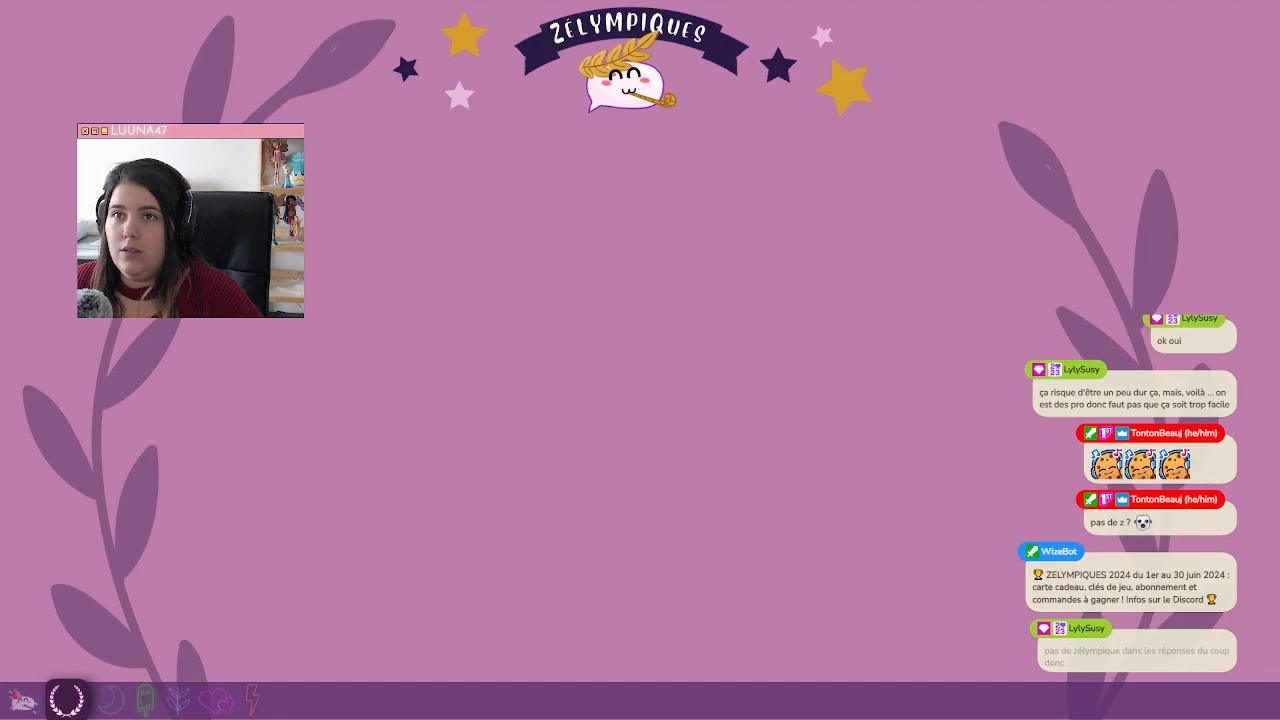 ZÉLYMPIQUES
LUUNA47
LylySusy
ok oui
LylySusy
ça risque d'être un peu dur ça, mais, voilà ... on
est des pro donc faut pas que ça soit trop facile
TontonBeauj (he/him)
TontonBeauj (he/him)
pas de z ?
WizeBot
🏆 ZELYMPIQUES 2024 du 1er au 30 juin 2024 :
carte cadeau, clés de jeu, abonnement et
commandes à gagner ! Infos sur le Discord 🏆
LylySusy
pas de zélympique dans les réponses du coup
donc